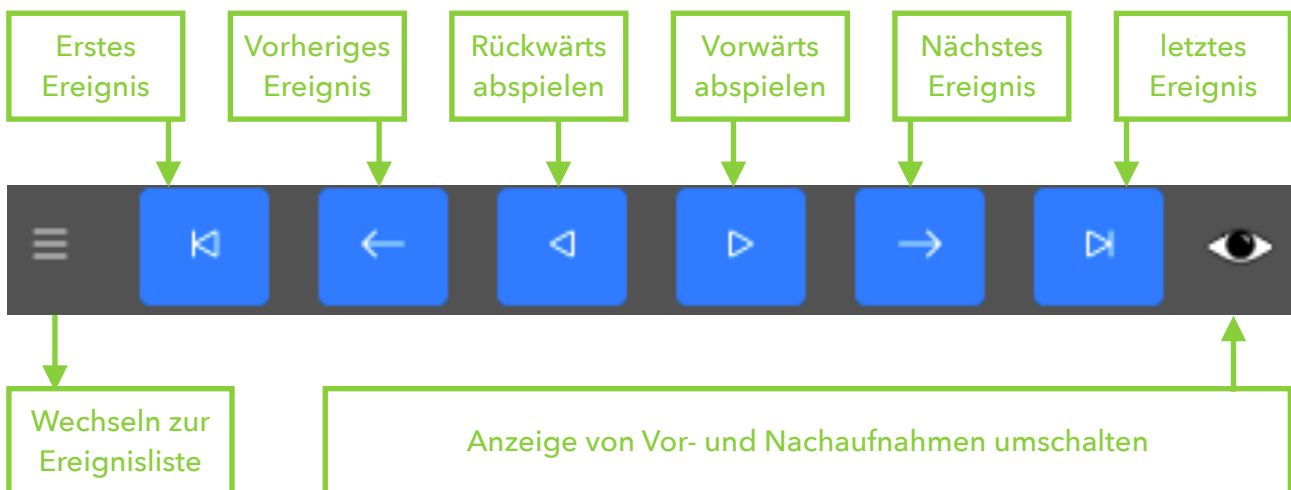 Erstes
Ereignis
Vorheriges
Ereignis
Rückwärts
abspielen
Vorwärts
abspielen
Nächstes
Ereignis
letztes
Ereignis
Wechseln zur
Ereignisliste
Anzeige von Vor- und Nachaufnahmen umschalten